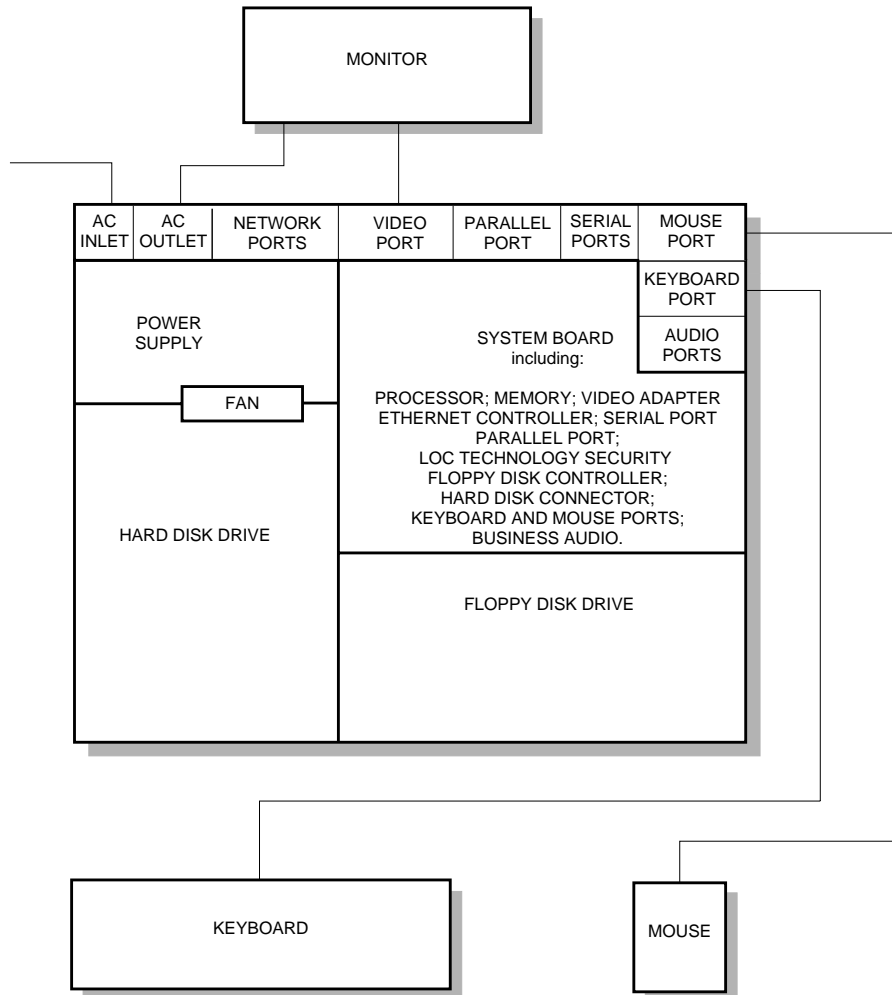 MONITOR
AC
INLET
AC
OUTLET
NETWORK
PORTS
VIDEO
PORT
PARALLEL
PORT
SERIAL
PORTS
MOUSE
PORT
KEYBOARD
PORT
AUDIO
PORTS
POWER
SUPPLY
FAN
SYSTEM BOARD
including:
PROCESSOR; MEMORY; VIDEO ADAPTER
ETHERNET CONTROLLER; SERIAL PORT
PARALLEL PORT;
LOC TECHNOLOGY SECURITY
FLOPPY DISK CONTROLLER;
HARD DISK CONNECTOR;
KEYBOARD AND MOUSE PORTS;
BUSINESS AUDIO.
HARD DISK DRIVE
FLOPPY DISK DRIVE
KEYBOARD
MOUSE